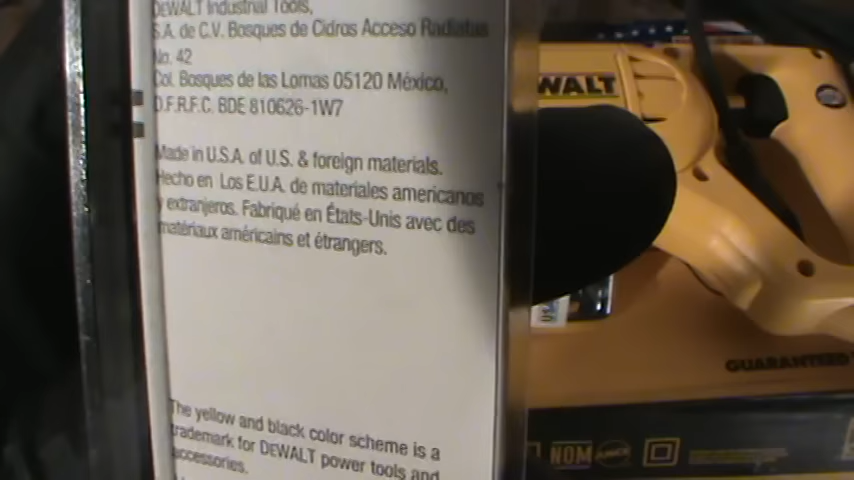 DEWALT Industrial Tools,
S.A. de C.V. Bosques de Cidros Acceso Radiatas
No. 42
Col. Bosques de las Lomas 05120 México,
D.F.R.F.C. BDE 810626-1W7
Made in U.S.A. of U.S. & foreign materials.
Hecho en Los E.U.A. de materiales americanos
y extranjeros. Fabriqué en États-Unis avec des
matériaux américains et étrangers.
The yellow and black color scheme is a
trademark for DEWALT power tools and
accessories.
WALT
GUARANTEED
NOM